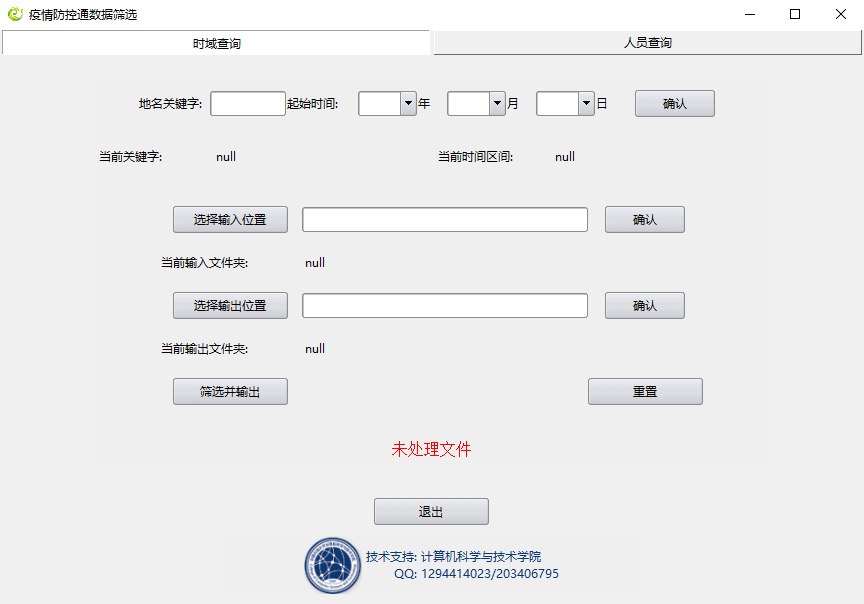 疫情防控通数据筛选
时域查询 人员查询
地名关键字: 起始时间: 年 月 日 确认
当前关键字: null 当前时间区间: null
选择输入位置 确认
当前输入文件夹: null
选择输出位置 确认
当前输出文件夹: null
筛选并输出 重置
未处理文件
退出
技术支持: 计算机科学与技术学院
QQ: 1294414023/203406795